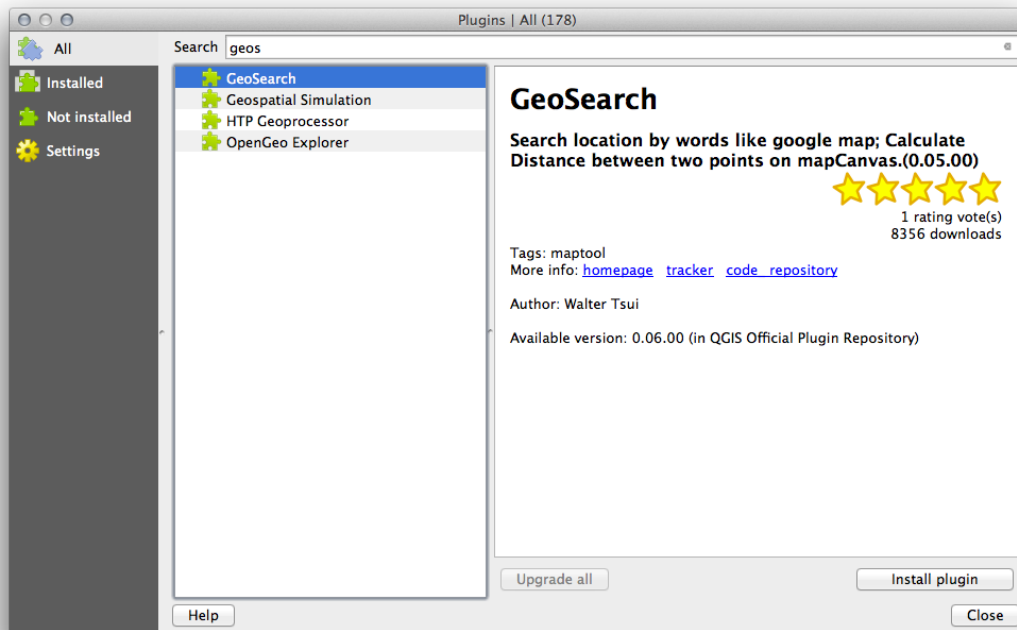 Plugins | All (178)
All
Installed
Not installed
Settings
Search geos
GeoSearch
Geospatial Simulation
HTP Geoprocessor
OpenGeo Explorer
GeoSearch
Search location by words like google map; Calculate
Distance between two points on mapCanvas.(0.05.00)
1 rating vote(s)
8356 downloads
Tags: maptool
More info: homepage tracker code_repository
Author: Walter Tsui
Available version: 0.06.00 (in QGIS Official Plugin Repository)
Upgrade all
Install plugin
Help
Close